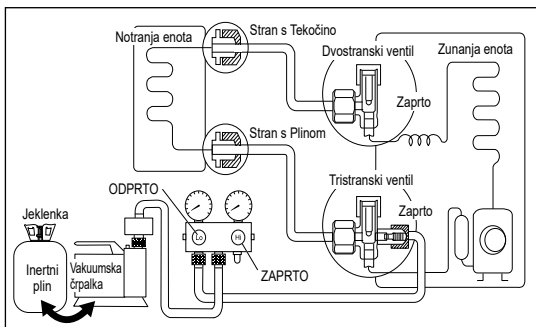 Notranja enota
Stran s Tekočino
Dvostranski ventil
Zunanja enota
Zaprto
Stran s Plinom
Tristranski ventil
Zaprto
ODPRTO
Jeklenka
Lo
Hi
ZAPRTO
Inertni
plin
Vakuumska
črpalka